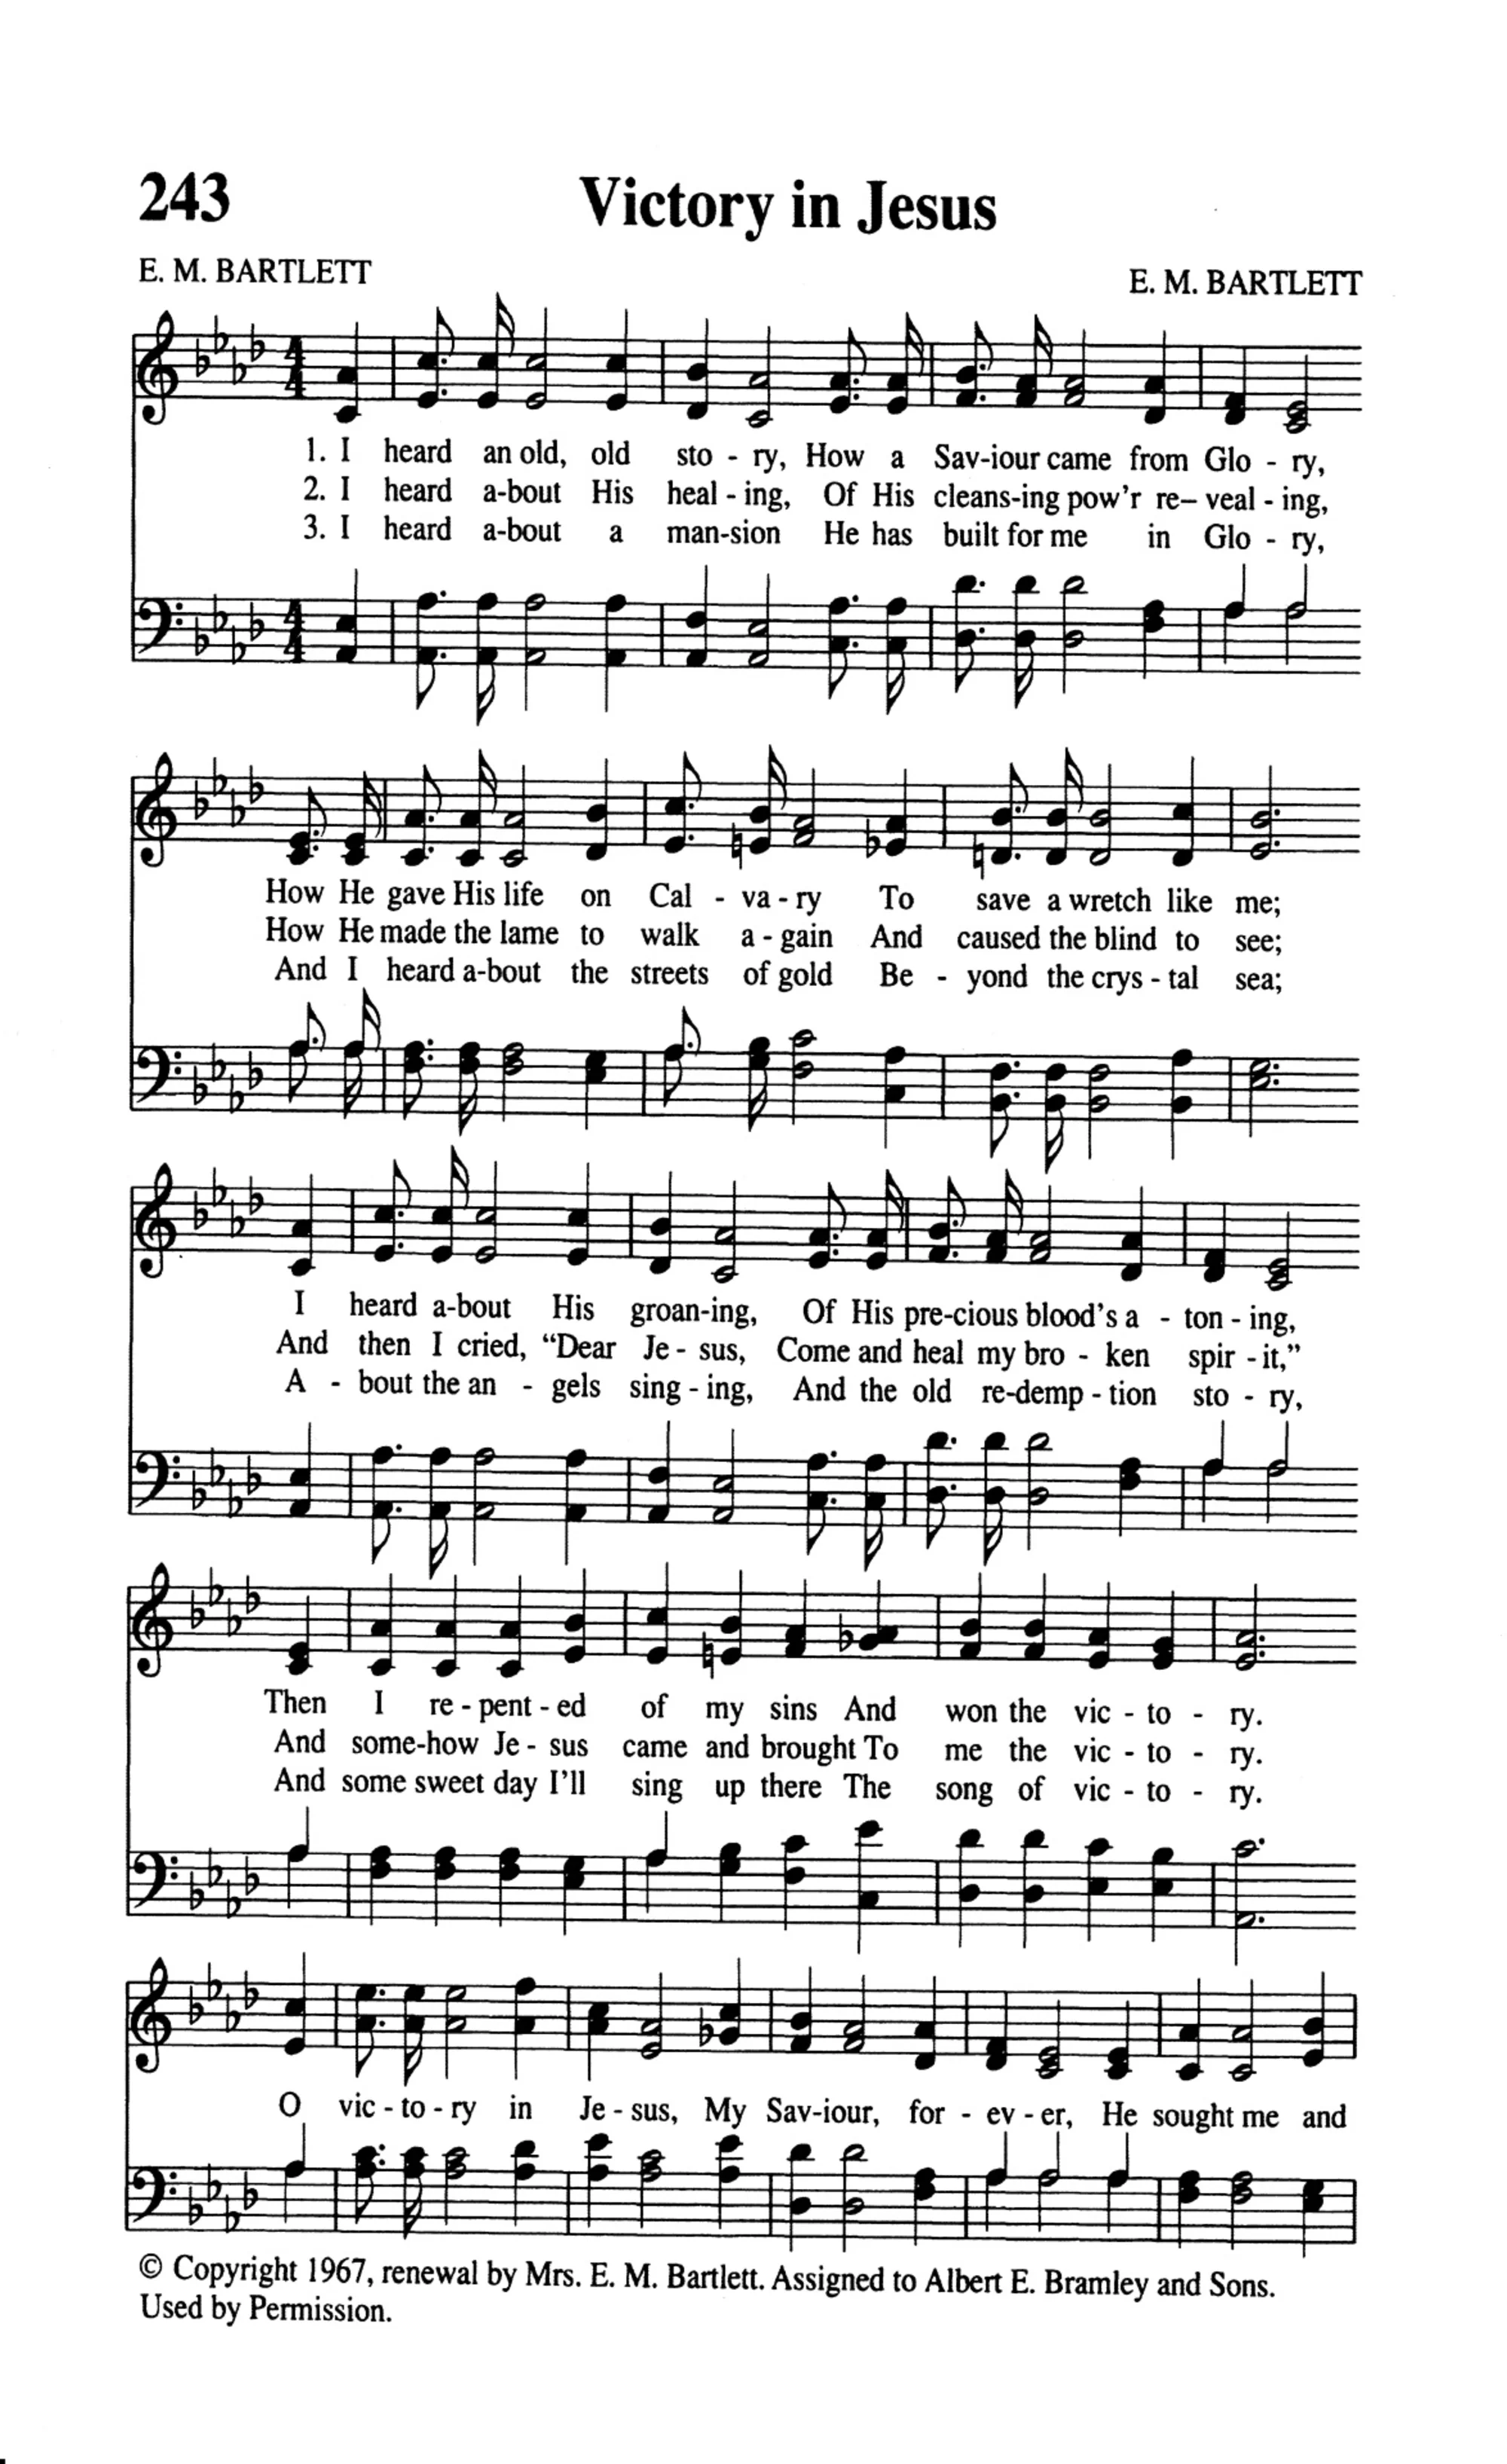 243
Victory in Jesus
E. M. BARTLETT
E. M. BARTLETT
1. I heard an old, old sto - ry, How a Sav-iour came from Glo - ry,
2. I heard a-bout His heal - ing, Of His cleans-ing pow'r re– veal - ing,
3. I heard a-bout a man-sion He has built for me in Glo - ry,
How He gave His life on Cal - va - ry To save a wretch like me;
How He made the lame to walk a - gain And caused the blind to see;
And I heard a-bout the streets of gold Be - yond the crys - tal sea;
I heard a-bout His groan-ing, Of His pre-cious blood's a - ton - ing,
And then I cried, “Dear Je - sus, Come and heal my bro - ken spir - it,”
A - bout the an - gels sing - ing, And the old re-demp - tion sto - ry,
Then I re - pent - ed of my sins And won the vic - to - ry.
And some-how Je - sus came and brought To me the vic - to - ry.
And some sweet day I'll sing up there The song of vic - to - ry.
O vic - to - ry in Je - sus, My Sav-iour, for - ev - er, He sought me and
© Copyright 1967, renewal by Mrs. E. M. Bartlett. Assigned to Albert E. Bramley and Sons.
Used by Permission.